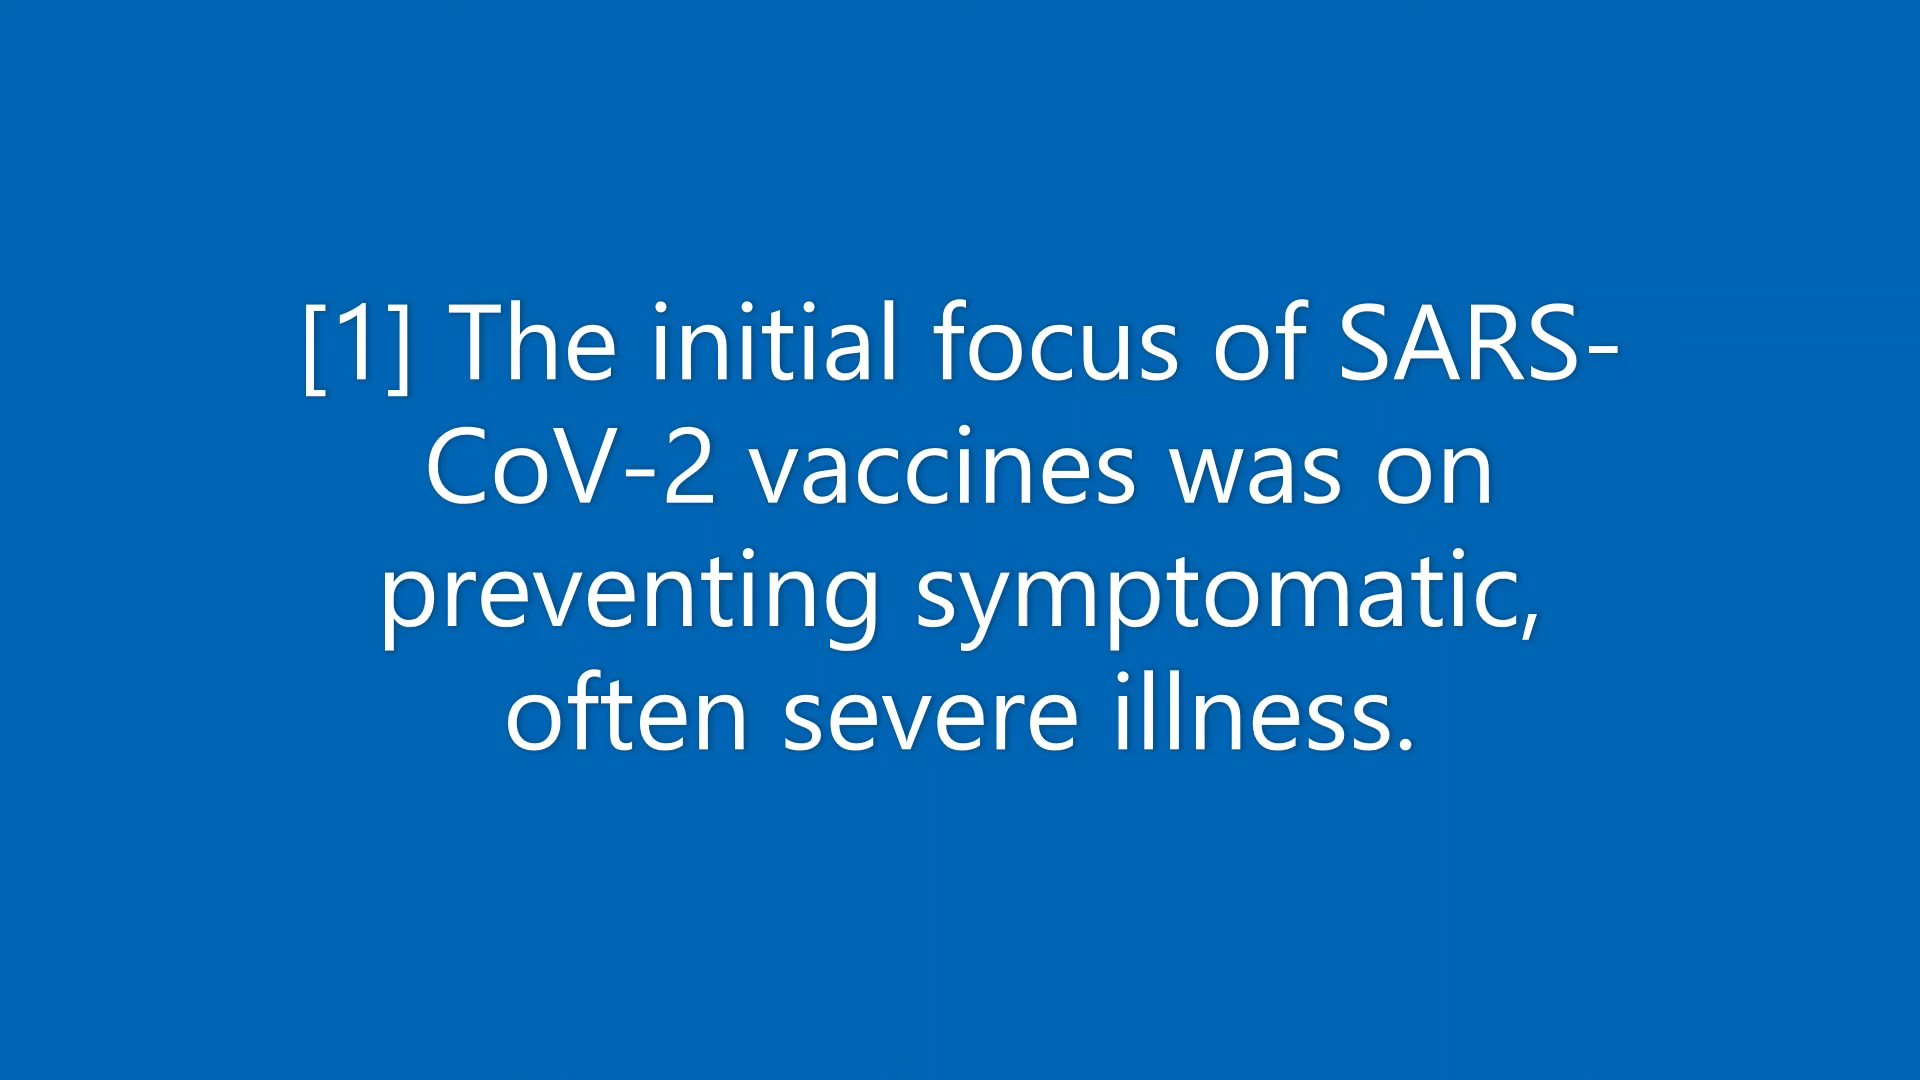 [1] The initial focus of SARS-
CoV-2 vaccines was on
preventing symptomatic,
often severe illness.